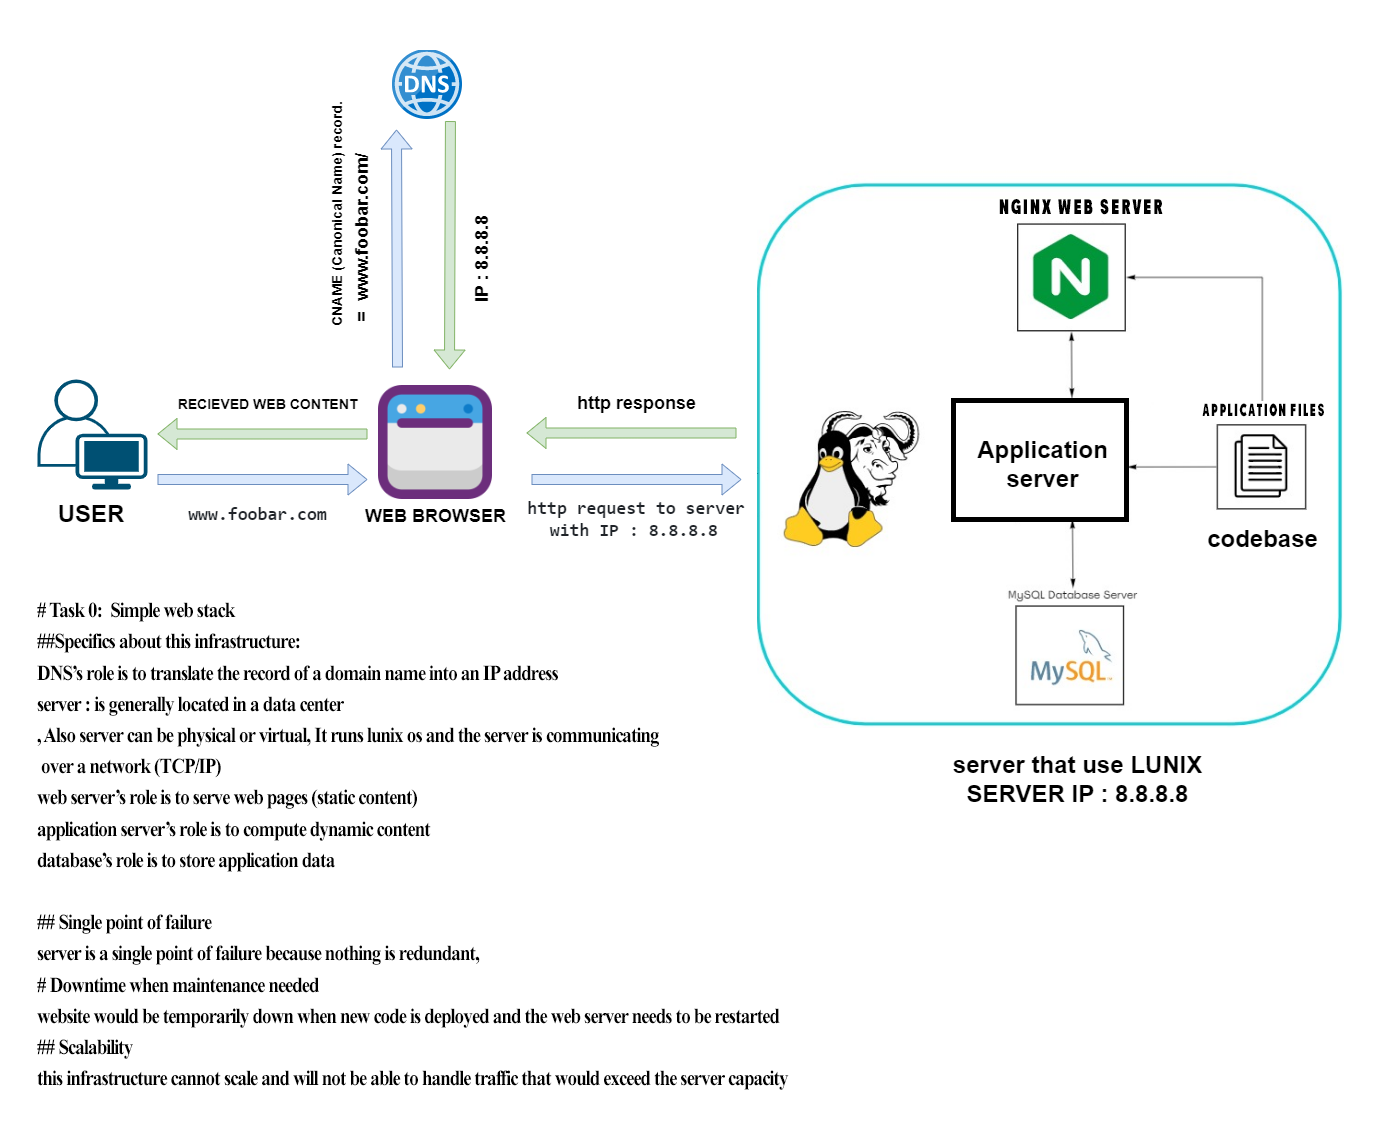 DNS
CNAME (Canonical Name) record.
= www.foobar.com/
IP : 8.8.8.8
NGINX WEB SERVER
N
RECIEVED WEB CONTENT
http response
APPLICATION FILES
Application
server
USER
www.foobar.com
WEB BROWSER
http request to server
with IP : 8.8.8.8
codebase
MySQL Database Server
MySQL
# Task 0:  Simple web stack
##Specifics about this infrastructure:
DNS's role is to translate the record of a domain name into an IP address
server : is generally located in a data center
, Also server can be physical or virtual, It runs lunix os and the server is communicating
over a network (TCP/IP)
web server's role is to serve web pages (static content)
application server's role is to compute dynamic content
database's role is to store application data
server that use LUNIX
SERVER IP : 8.8.8.8
## Single point of failure
server is a single point of failure because nothing is redundant,
# Downtime when maintenance needed
website would be temporarily down when new code is deployed and the web server needs to be restarted
## Scalability
this infrastructure cannot scale and will not be able to handle traffic that would exceed the server capacity